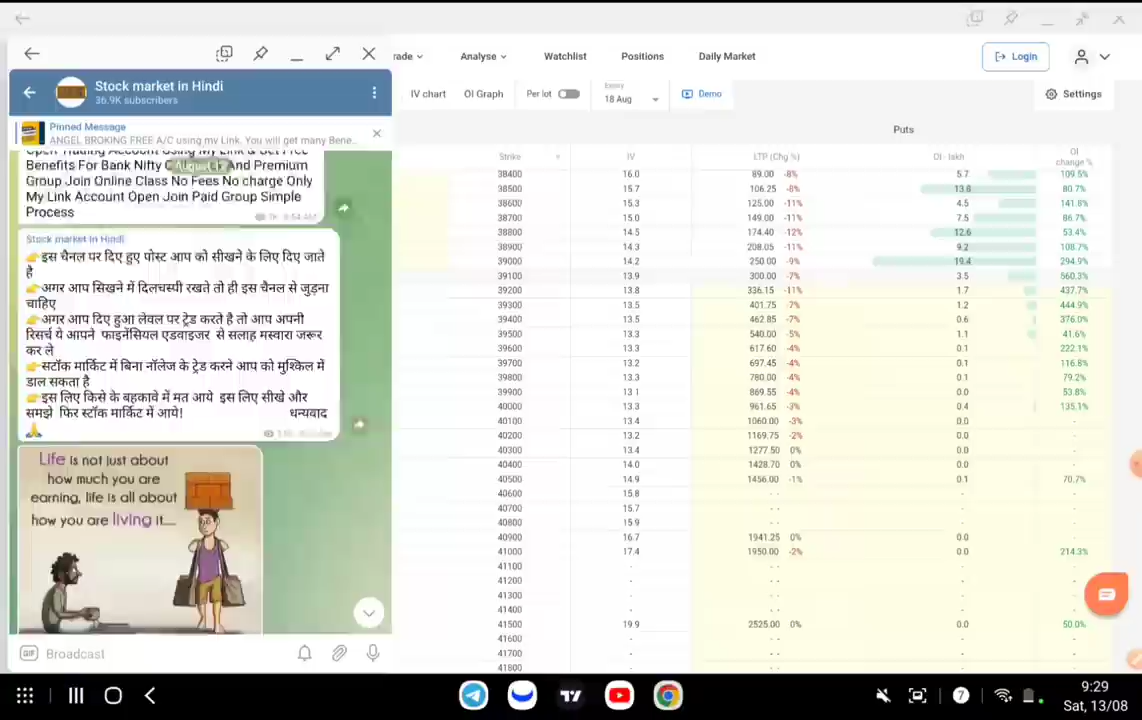 Stock market in Hindi
36.9K subscribers
Pinned Message
ANGEL BROKING FREE A/C using my Link. You will get many Bene...
Benefits For Bank Nifty And Premium
Group Join Online Class No Fees No charge Only
My Link Account Open Join Paid Group Simple
Process
Stock market in Hindi
👉इस चैनल पर दिए हुए पोस्ट आप को सीखने के लिए दिए जाते
है
👉अगर आप सिखने में दिलचस्पी रखते तो ही इस चैनल से जुड़ना
चाहिए
👉अगर आप दिए हुआ लेवल पर ट्रेड करते है तो आप अपनी
रिसर्च ये आपने फाइनेंसियल एडवाइजर से सलाह मस्वारा जरूर
कर ले
👉सटॉक मार्किट में बिना नॉलेज के ट्रेड करने आप को मुश्किल में
डाल सकता है
👉इस लिए किसे के बहकावे में मत आये इस लिए सीखे और
समझे फिर स्टॉक मार्किट में आये! धन्यवाद
🙏
Life is not just about
how much you are
earning, life is all about
how you are living it....
GIF Broadcast
rade Analyse Watchlist Positions Daily Market Login
IV chart OI Graph Per lot Expiry 18 Aug Demo Settings
Puts
Strike IV LTP (Chg %) OI - lakh OI change %
38400 16.0 89.00 -8% 5.7 109.5%
38500 15.7 106.25 -8% 13.8 80.7%
38600 15.3 125.00 -11% 4.5 141.8%
38700 15.0 149.00 -11% 7.5 86.7%
38800 14.5 174.40 -12% 12.6 53.4%
38900 14.3 208.05 -11% 9.2 108.7%
39000 14.2 250.00 -9% 19.4 294.9%
39100 13.9 300.00 -7% 3.5 560.3%
39200 13.8 336.15 -11% 1.7 437.7%
39300 13.5 401.75 -7% 1.2 444.9%
39400 13.5 462.85 -7% 0.6 376.0%
39500 13.3 540.00 -5% 1.1 41.6%
39600 13.3 617.60 -4% 0.1 222.1%
39700 13.2 697.45 -4% 0.1 116.8%
39800 13.3 780.00 -4% 0.1 79.2%
39900 13.1 869.55 -4% 0.1 53.8%
40000 13.3 961.65 -3% 0.4 135.1%
40100 13.4 1060.00 -3% 0.0 -
40200 13.2 1169.75 -2% 0.0 -
40300 13.4 1277.50 0% 0.0 -
40400 14.0 1428.70 0% 0.0 -
40500 14.9 1456.00 -1% 0.1 70.7%
40600 15.8 - - - -
40700 15.7 - - - -
40800 15.9 - - - -
40900 16.7 1941.25 0% 0.0 -
41000 17.4 1950.00 -2% 0.0 214.3%
41100 - - - - -
41200 - - - - -
41300 - - - - -
41400 - - - - -
41500 19.9 2525.00 0% 0.0 50.0%
41600 - - - - -
41700 - - - - -
41800 - - - - -
7
9:29
Sat, 13/08